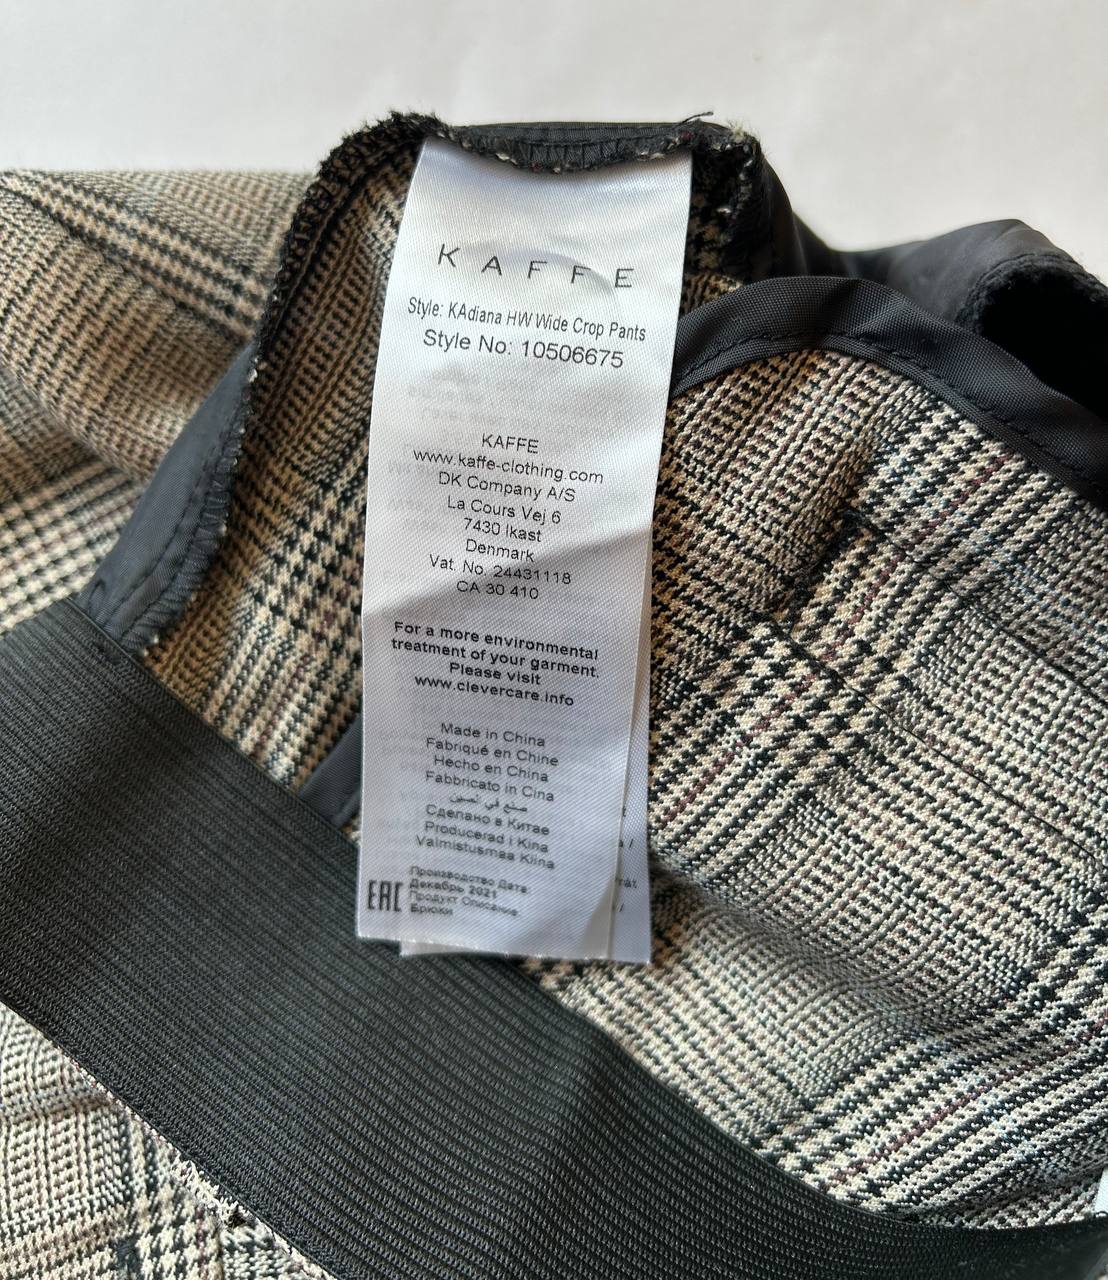 KAFFE
Style: KAdiana HW Wide Crop Pants
Style No: 10506675
KAFFE
www.kaffe-clothing.com
DK Company A/S
La Cours Vej 6
7430 Ikast
Denmark
Vat. No. 24431118
CA 30 410
For a more environmental
treatment of your garment.
Please visit
www.clevercare.info
Made in China
Fabriqué en Chine
Hecho en China
Fabbricato in Cina
صنع في الصين
Сделано в Китае
Producerad i Kina
Valmistusmaa Kiina
EAC
Производство Дата
Декабрь 2021
Продукт Описание
Брюки